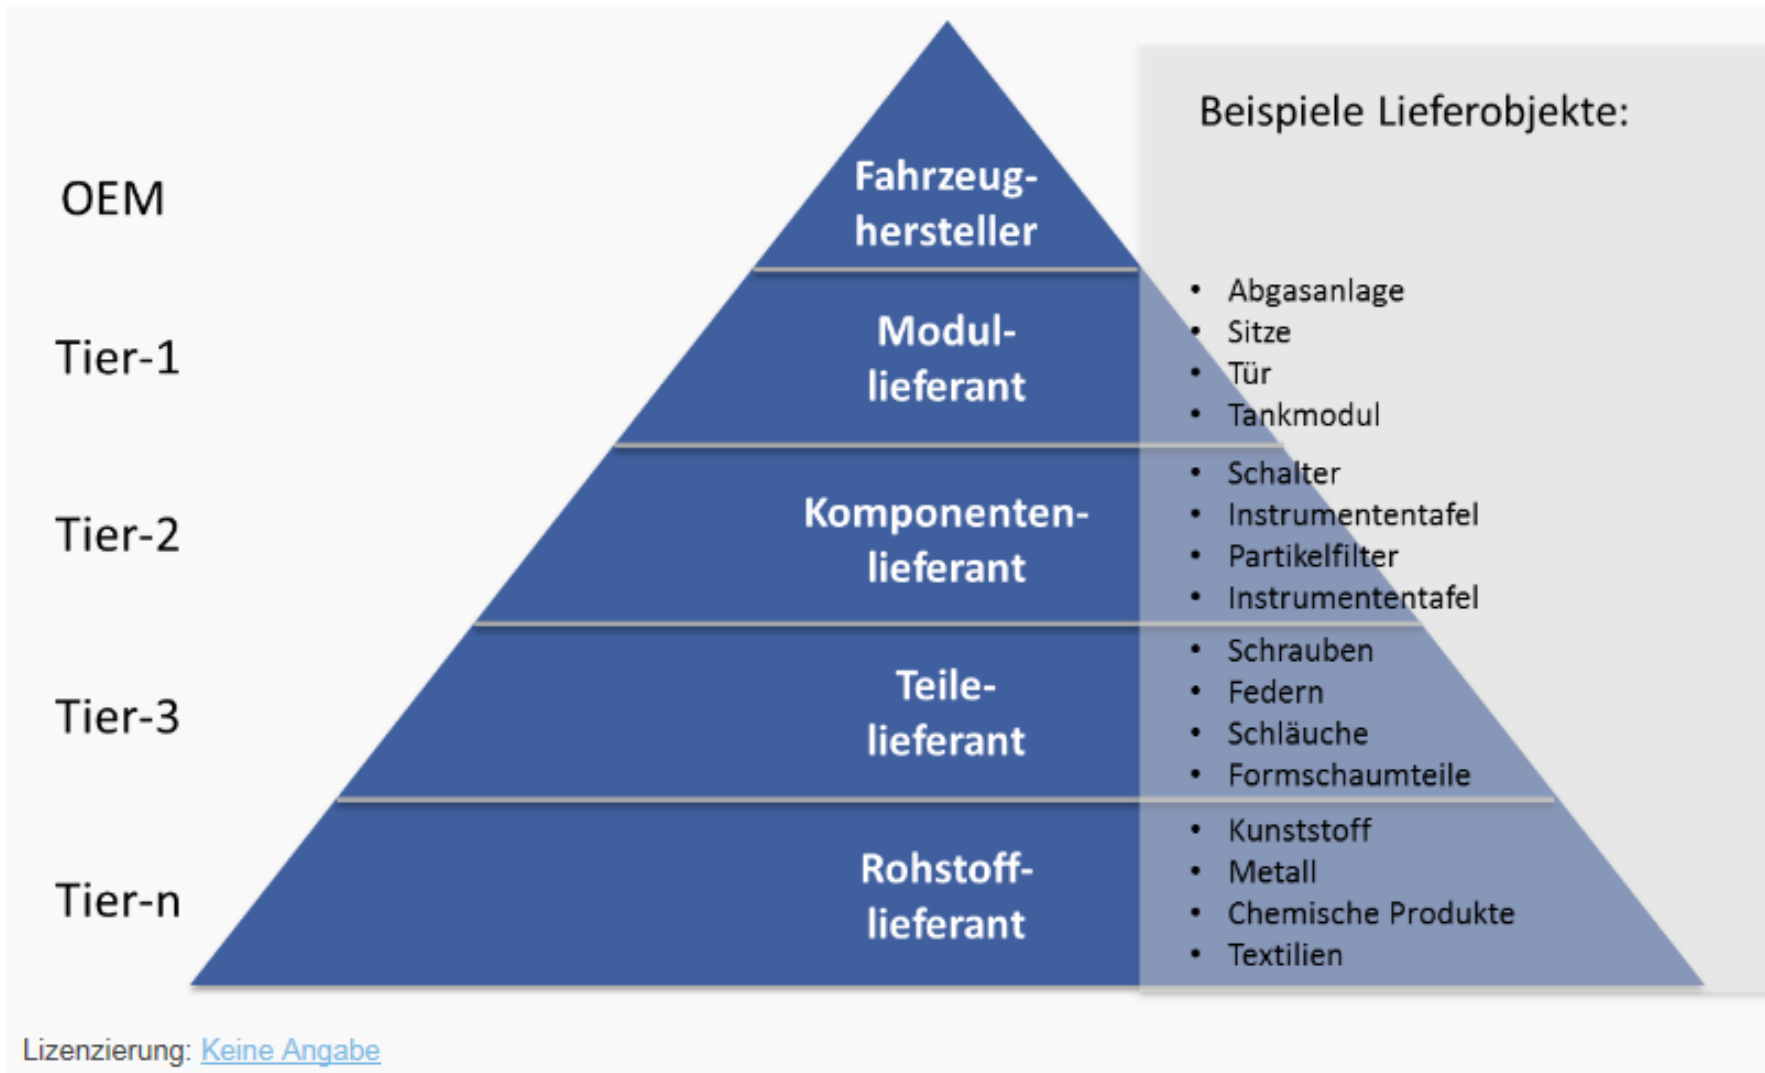 Beispiele Lieferobjekte:
OEM
Fahrzeug-
hersteller
Tier-1
Modul-
lieferant
• Abgasanlage
• Sitze
• Tür
• Tankmodul
Tier-2
Komponenten-
lieferant
• Schalter
• Instrumententafel
• Partikelfilter
• Instrumententafel
Tier-3
Teile-
lieferant
• Schrauben
• Federn
• Schläuche
• Formschaumteile
Tier-n
Rohstoff-
lieferant
• Kunststoff
• Metall
• Chemische Produkte
• Textilien
Lizenzierung: Keine Angabe